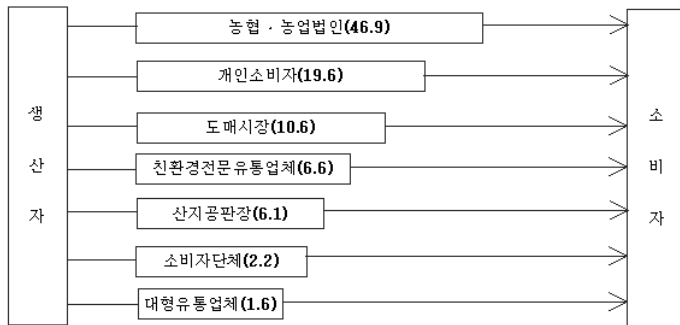 생산자
농협 · 농업법인(46.9)
개인소비자(19.6)
도매시장(10.6)
친환경전문유통업체(6.6)
산지공판장(6.1)
소비자단체(2.2)
대형유통업체(1.6)
소비자